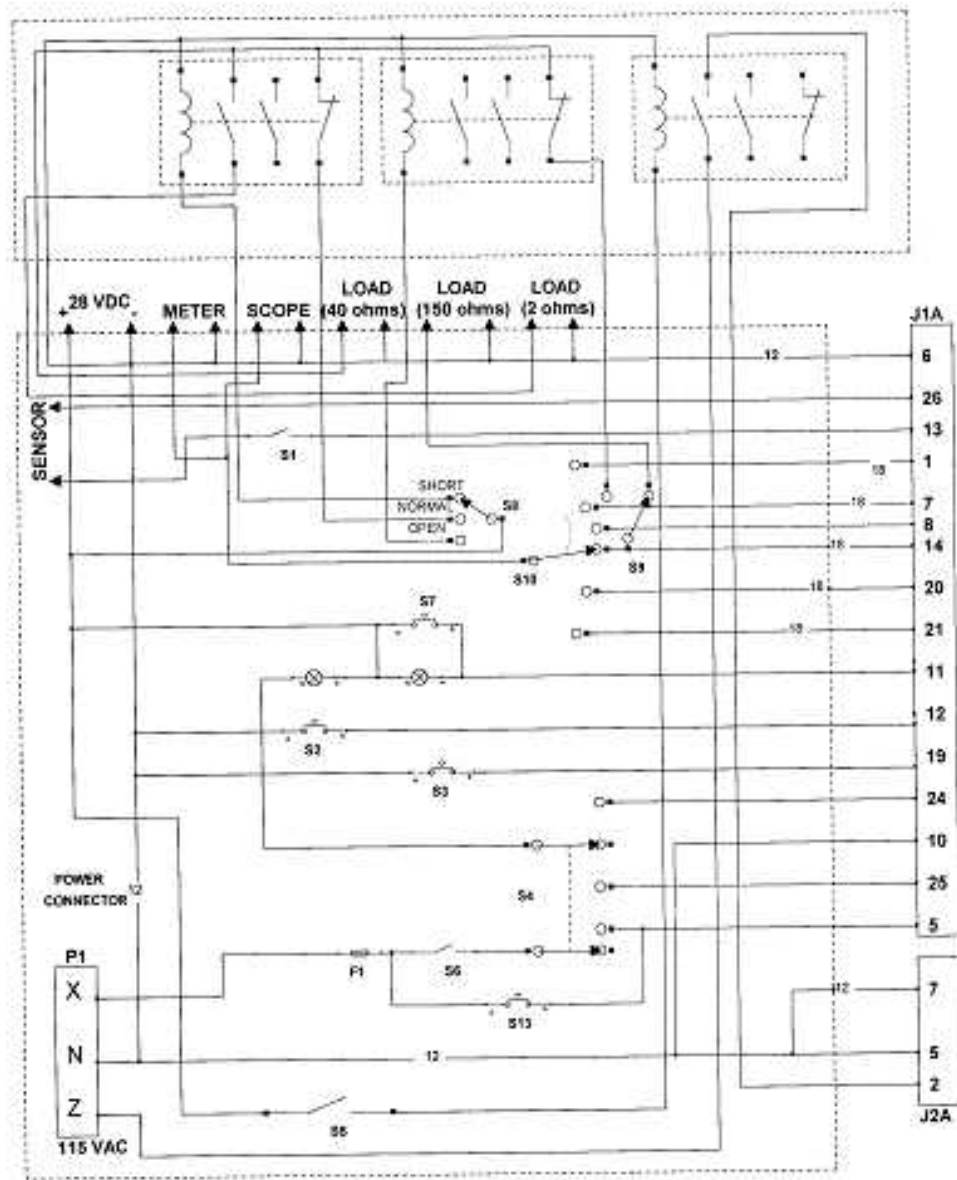 + 28 VDC -
METER
SCOPE
LOAD
(40 ohms)
LOAD
(150 ohms)
LOAD
(2 ohms)
J1A
12
6
26
SENSOR
S1
13
18
1
SHORT
NORMA
OPEN
S8
S10
S9
18
7
8
18
14
18
20
18
21
S7
11
S2
12
S3
19
24
10
S4
25
5
POWER
CONNECTOR
12
P1
X
N
Z
115 VAC
F1
S6
S13
12
S5
12
7
5
2
J2A